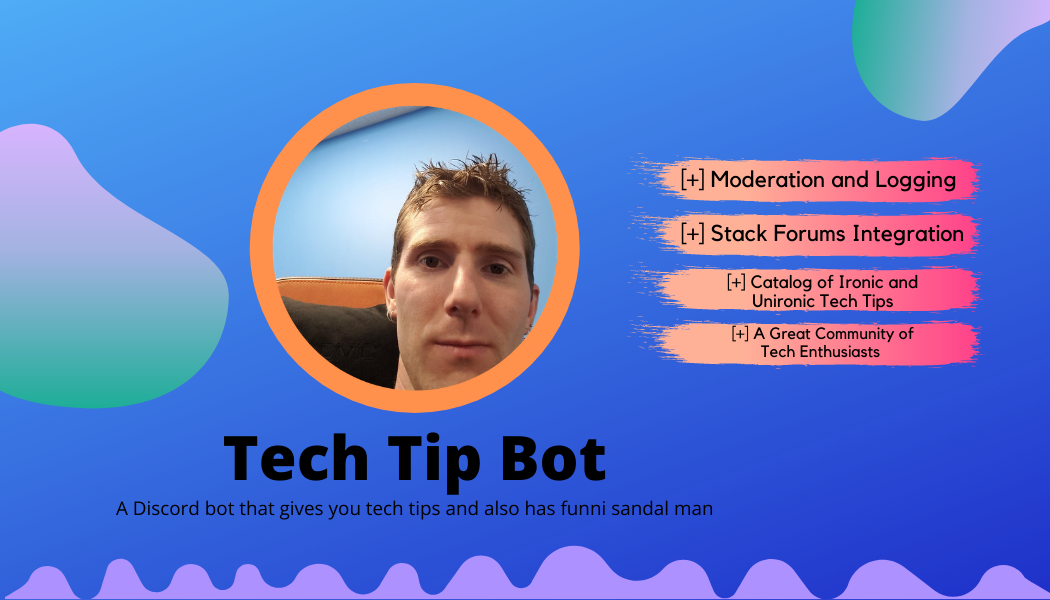 [+] Moderation and Logging
[+] Stack Forums Integration
[+] Catalog of Ironic and
Unironic Tech Tips
[+] A Great Community of
Tech Enthusiasts
Tech Tip Bot
A Discord bot that gives you tech tips and also has funni sandal man